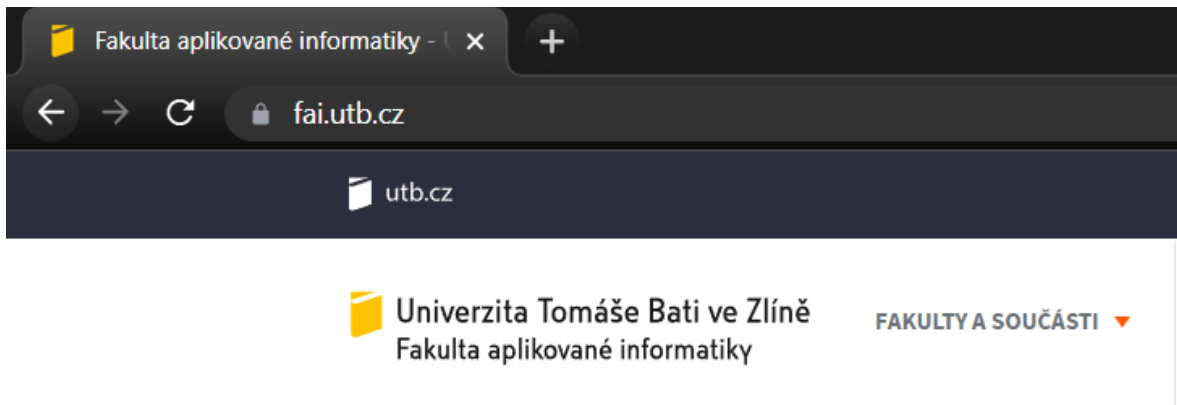 Fakulta aplikované informatiky -
fai.utb.cz
utb.cz
Univerzita Tomáše Bati ve Zlíně
Fakulta aplikované informatiky
FAKULTY A SOUČÁSTI